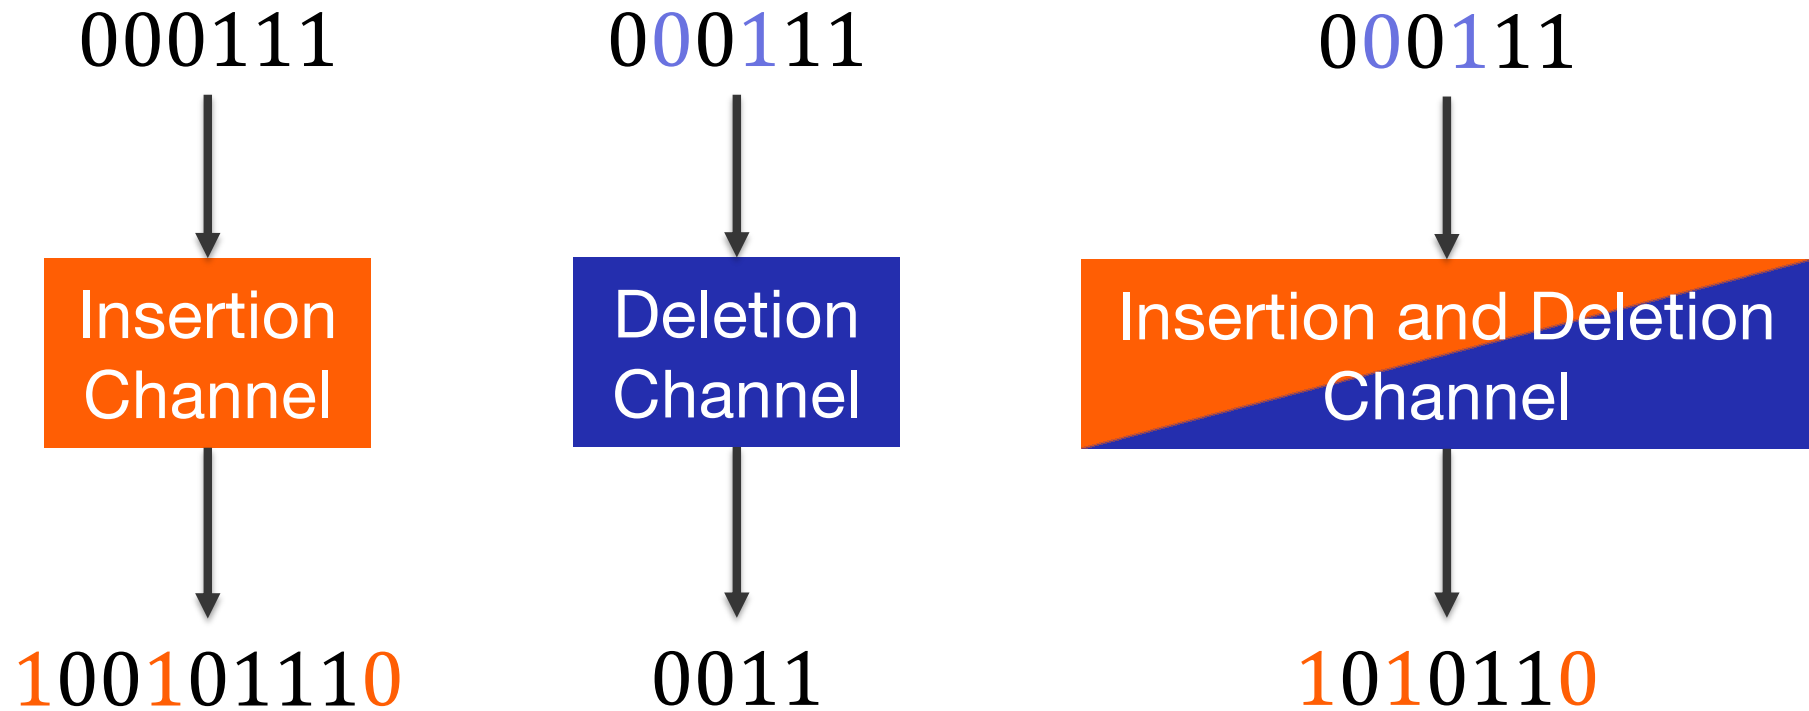 000111
000111
000111
Insertion
Channel
Deletion
Channel
Insertion and Deletion
Channel
100101110
0011
1010110